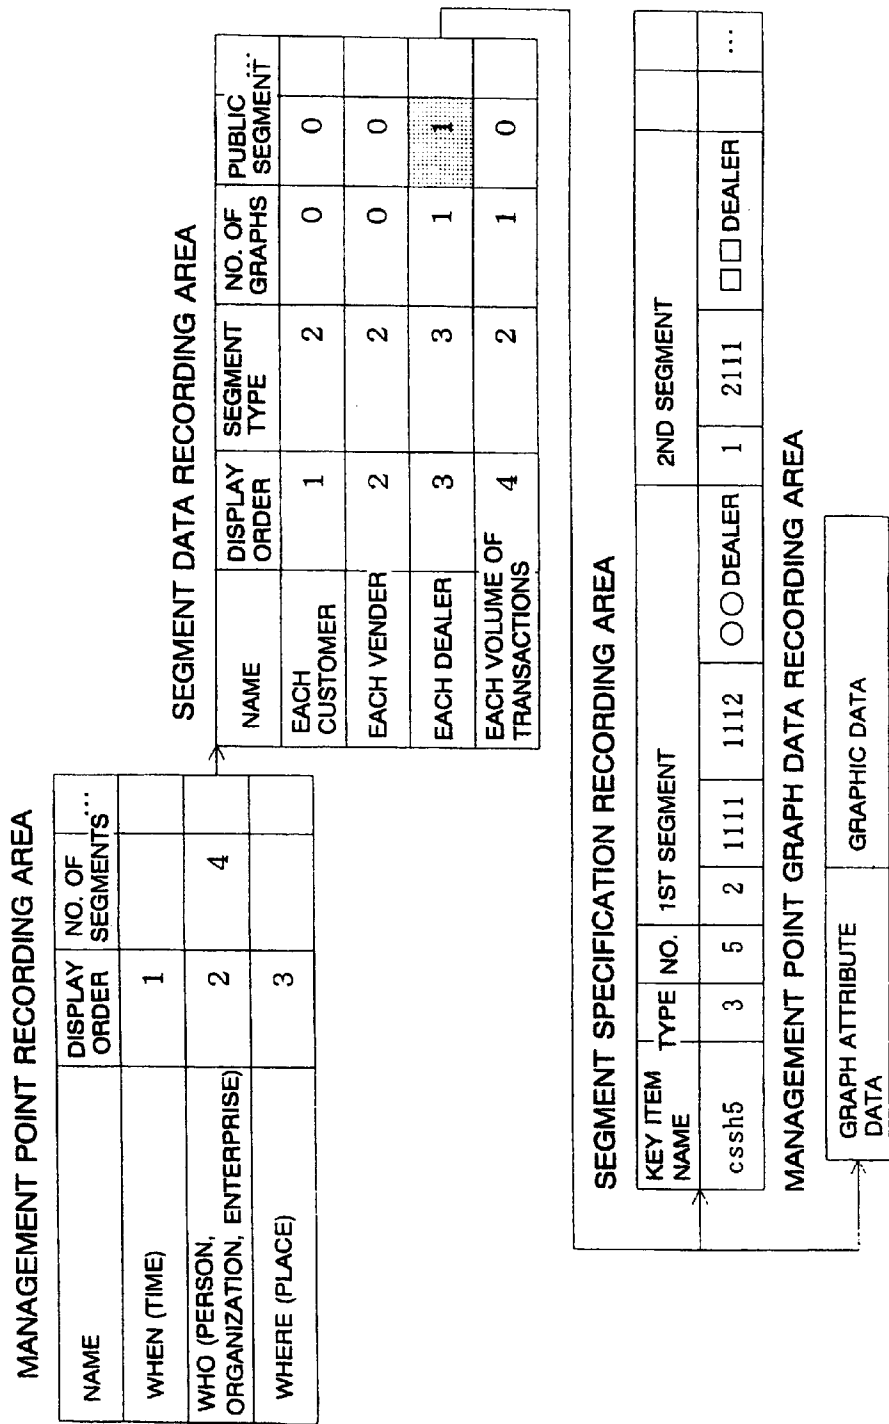 MANAGEMENT POINT RECORDING AREA
NAME
DISPLAY ORDER
NO. OF SEGMENTS
...
WHEN (TIME)
1
WHO (PERSON, ORGANIZATION, ENTERPRISE)
2
4
WHERE (PLACE)
3
SEGMENT DATA RECORDING AREA
NAME
DISPLAY ORDER
SEGMENT TYPE
NO. OF GRAPHS
PUBLIC SEGMENT
...
EACH CUSTOMER
1
2
0
0
EACH VENDER
2
2
0
0
EACH DEALER
3
3
1
1
EACH VOLUME OF TRANSACTIONS
4
2
1
0
SEGMENT SPECIFICATION RECORDING AREA
KEY ITEM NAME
TYPE
NO.
1ST SEGMENT
2ND SEGMENT
cssh5
3
5
2
1111
1112
○○DEALER
1
2111
□□DEALER
...
MANAGEMENT POINT GRAPH DATA RECORDING AREA
GRAPH ATTRIBUTE DATA
GRAPHIC DATA